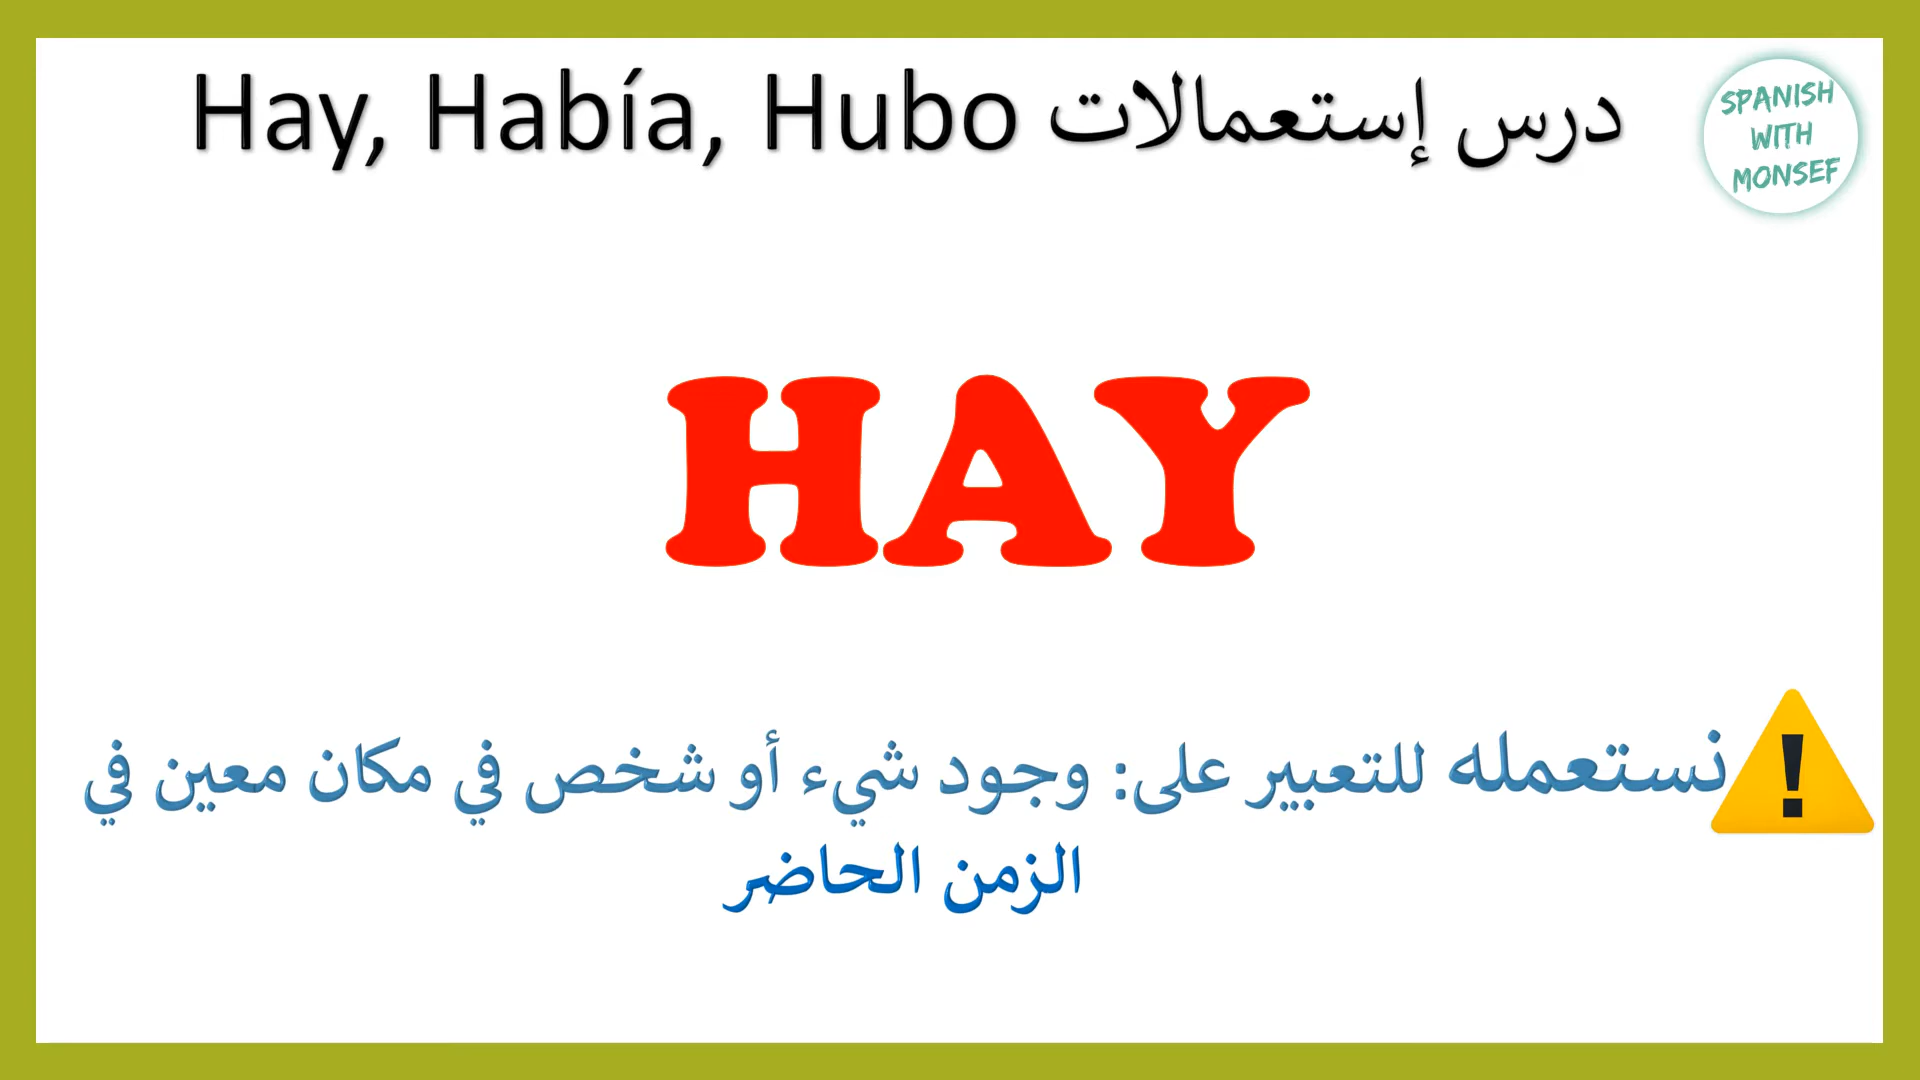 درس إستعمالات Hay, Había, Hubo
SPANISH
WITH
MONSEF
HAY
نستعمله للتعبير على: وجود شيء أو شخص في مكان معين في
الزمن الحاضر